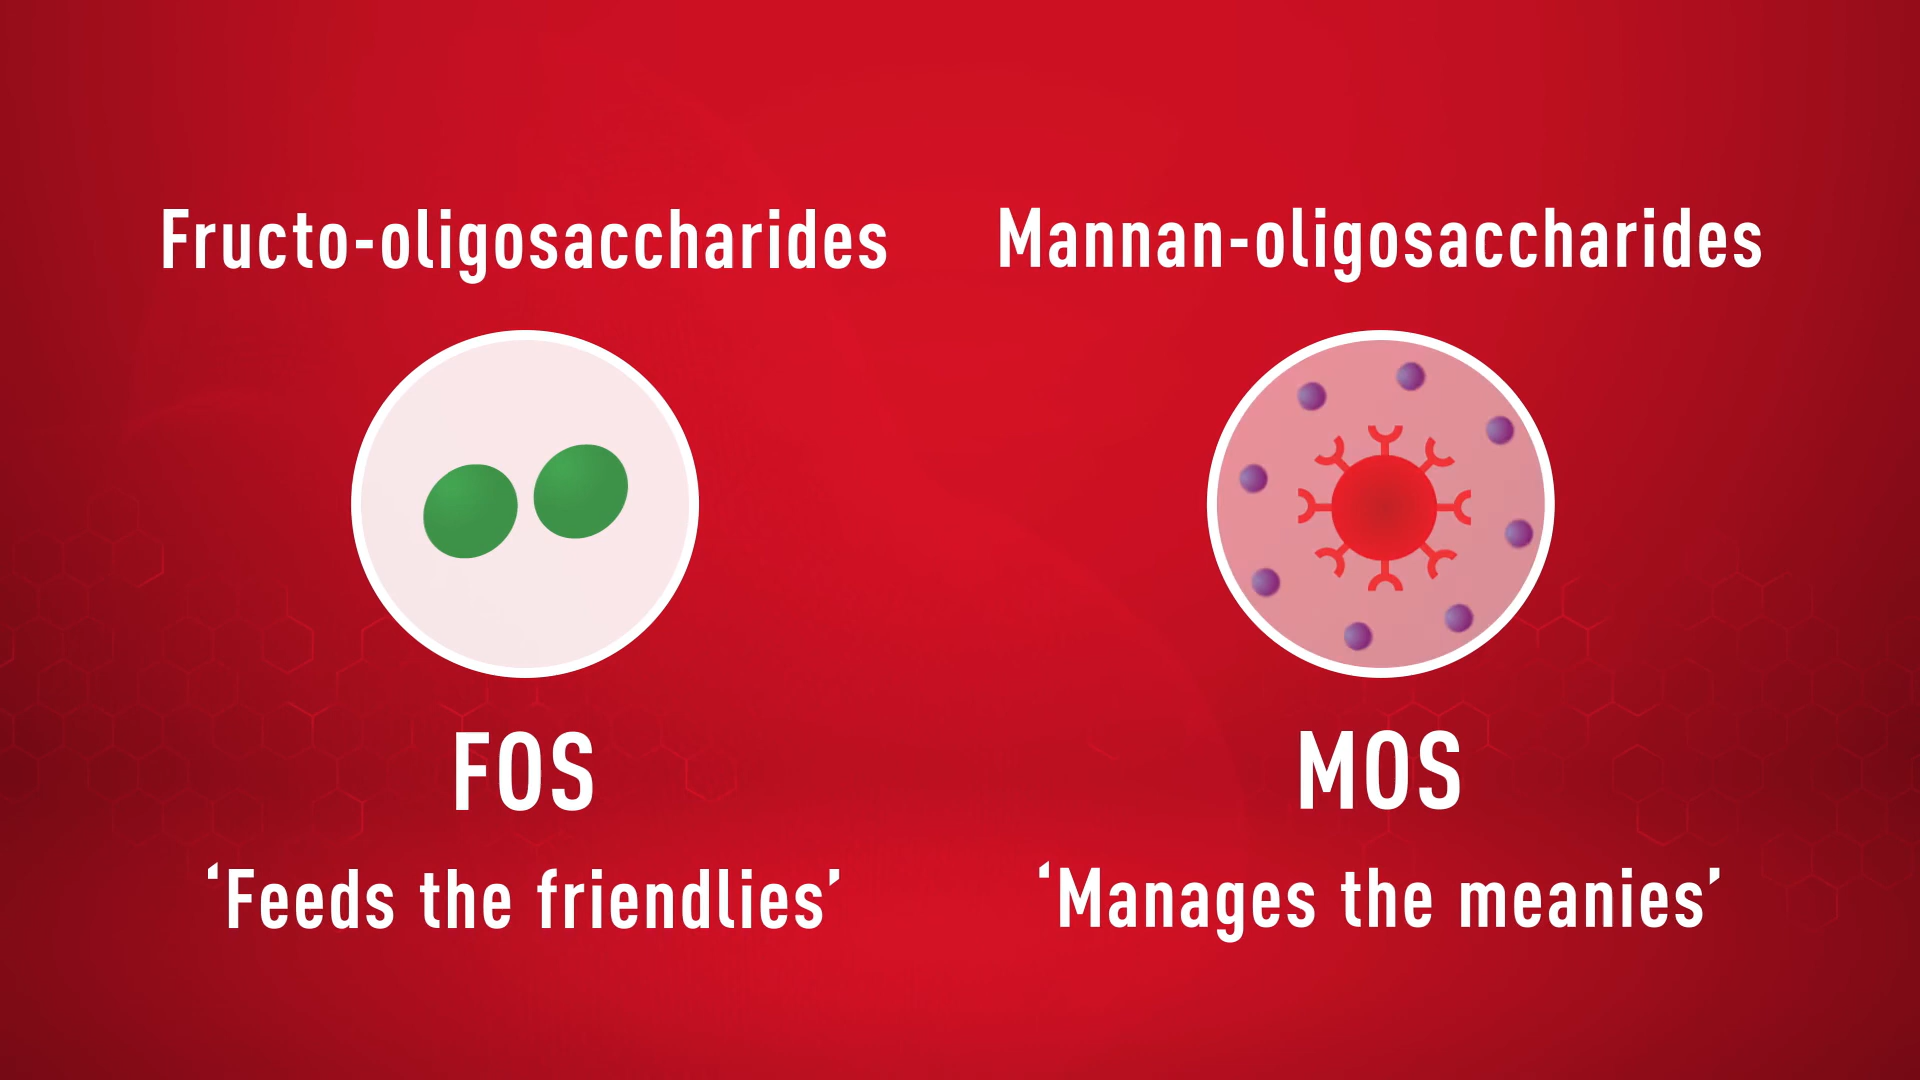 Fructo-oligosaccharides
Mannan-oligosaccharides
FOS
MOS
‘Feeds the friendlies’
‘Manages the meanies’